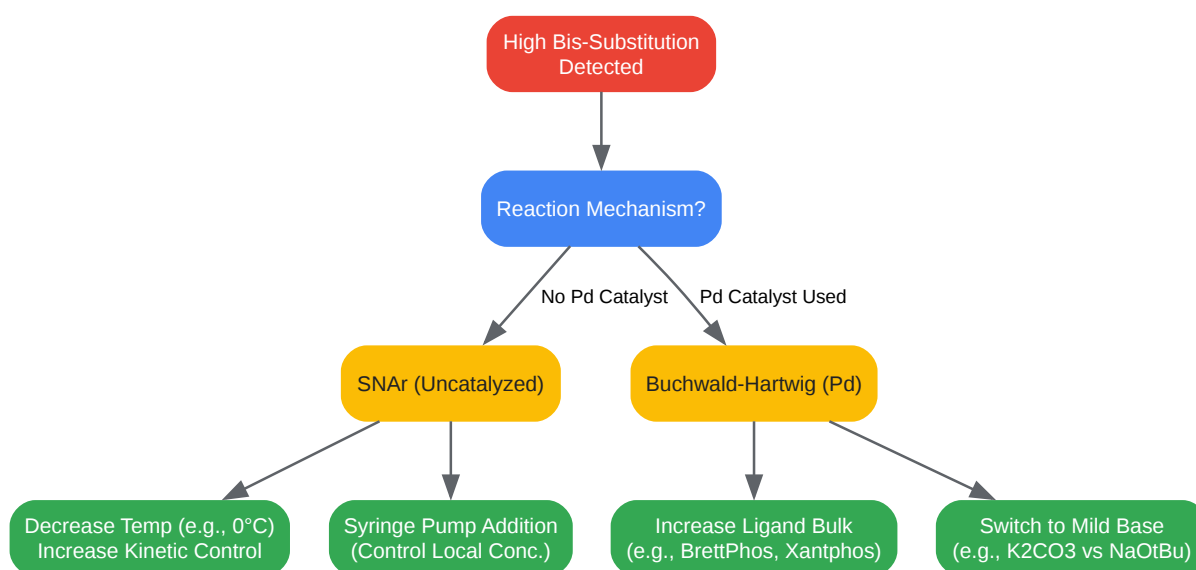 High Bis-Substitution
Detected
Reaction Mechanism?
No Pd Catalyst
Pd Catalyst Used
SNAr (Uncatalyzed)
Buchwald-Hartwig (Pd)
Decrease Temp (e.g., 0°C)
Increase Kinetic Control
Syringe Pump Addition
(Control Local Conc.)
Increase Ligand Bulk
(e.g., BrettPhos, Xantphos)
Switch to Mild Base
(e.g., K2CO3 vs NaOtBu)